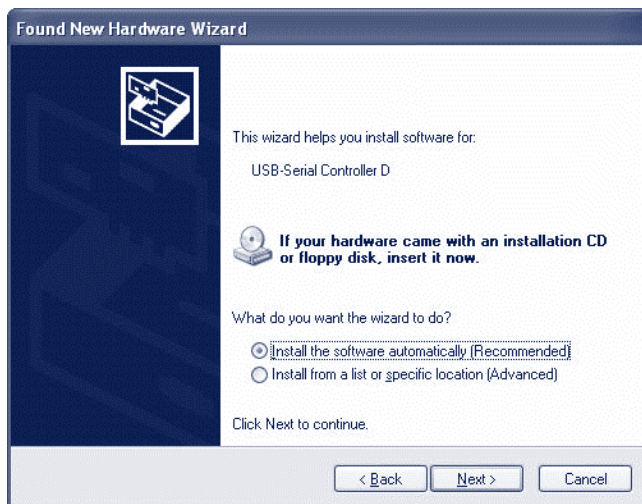 Found New Hardware Wizard
This wizard helps you install software for:
USB-Serial Controller D
If your hardware came with an installation CD
or floppy disk, insert it now.
What do you want the wizard to do?
Install the software automatically (Recommended)
Install from a list or specific location (Advanced)
Click Next to continue.
< Back Next > Cancel